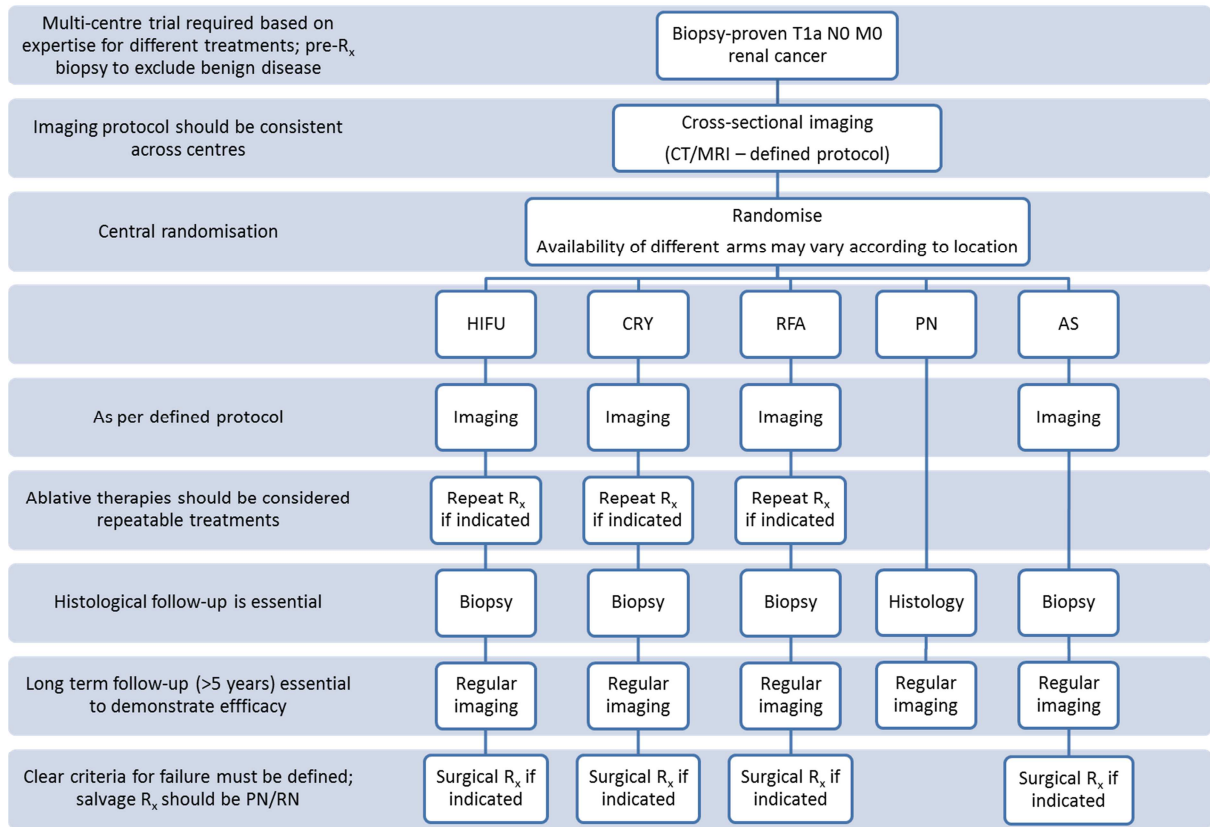 Multi-centre trial required based on
expertise for different treatments; pre-Rx
biopsy to exclude benign disease
Biopsy-proven T1a N0 M0
renal cancer
Imaging protocol should be consistent
across centres
Cross-sectional imaging
(CT/MRI – defined protocol)
Central randomisation
Randomise
Availability of different arms may vary according to location
HIFU
CRY
RFA
PN
AS
As per defined protocol
Imaging
Imaging
Imaging
Imaging
Ablative therapies should be considered
repeatable treatments
Repeat Rx
if indicated
Repeat Rx
if indicated
Repeat Rx
if indicated
Histological follow-up is essential
Biopsy
Biopsy
Biopsy
Histology
Biopsy
Long term follow-up (>5 years) essential
to demonstrate effficacy
Regular
imaging
Regular
imaging
Regular
imaging
Regular
imaging
Regular
imaging
Clear criteria for failure must be defined;
salvage Rx should be PN/RN
Surgical Rx if
indicated
Surgical Rx if
indicated
Surgical Rx if
indicated
Surgical Rx if
indicated